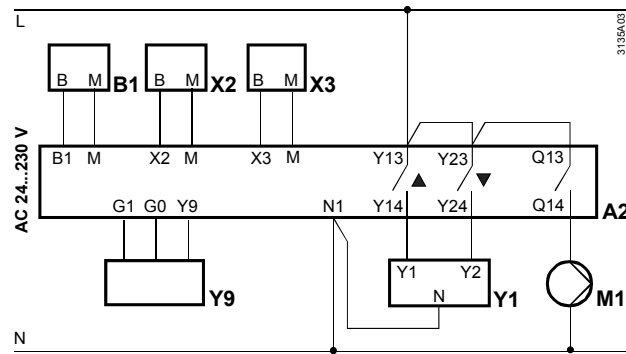 L
3135A03
B M B1 B M X2 B M X3
AC 24...230 V
B1 M X2 M X3 M Y13 Y23 Q13
G1 G0 Y9 N1 Y14 Y24 Q14 A2
Y1 Y2
N
Y9 Y1 M1
N